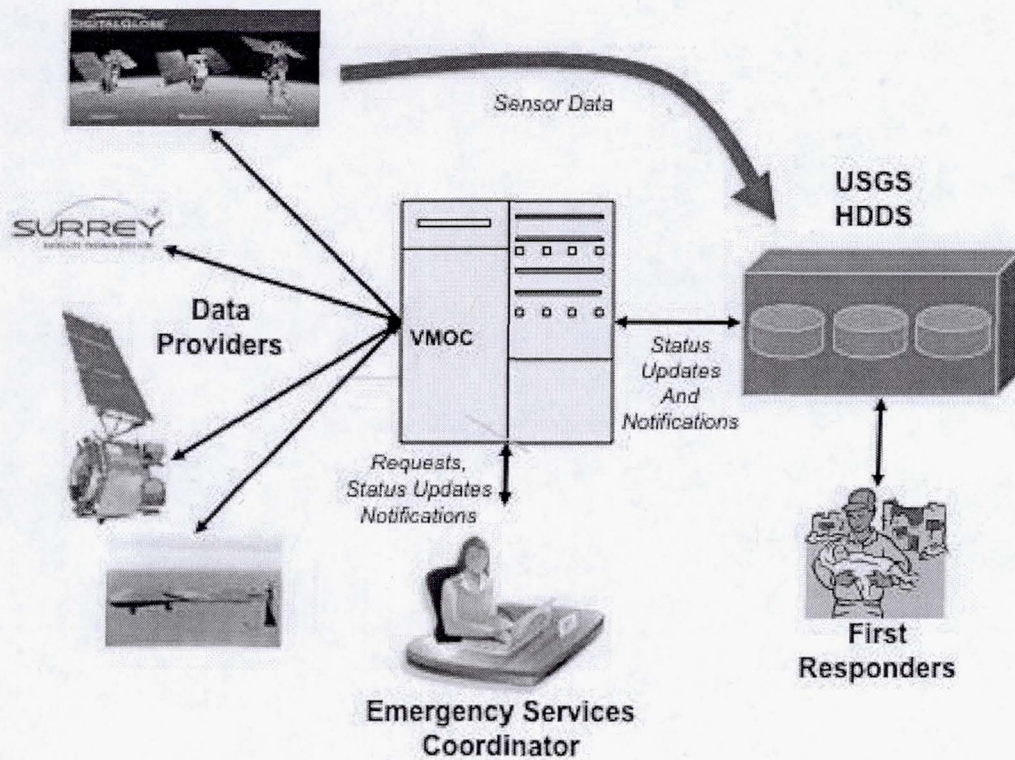 DIGITALGLOBE
Sensor Data
USGS
HDDS
SURREY
Data
Providers
VMOC
Status
Updates
And
Notifications
Requests,
Status Updates
Notifications
First
Responders
Emergency Services
Coordinator